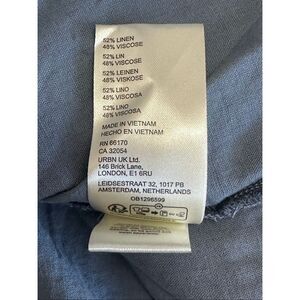 52% LINEN
48% VISCOSE
52% LIN
48% VISCOSE
52% LEINEN
48% VISKOSE
52% LINO
48% VISCOSA
52% LINO
48% VISCOSA
MADE IN VIETNAM
HECHO EN VIETNAM
RN 66170
CA 32054
URBN UK Ltd.
146 Brick Lane,
LONDON, E1 6RU
LEIDSESTRAAT 32, 1017 PB
AMSTERDAM, NETHERLANDS
OB1296599